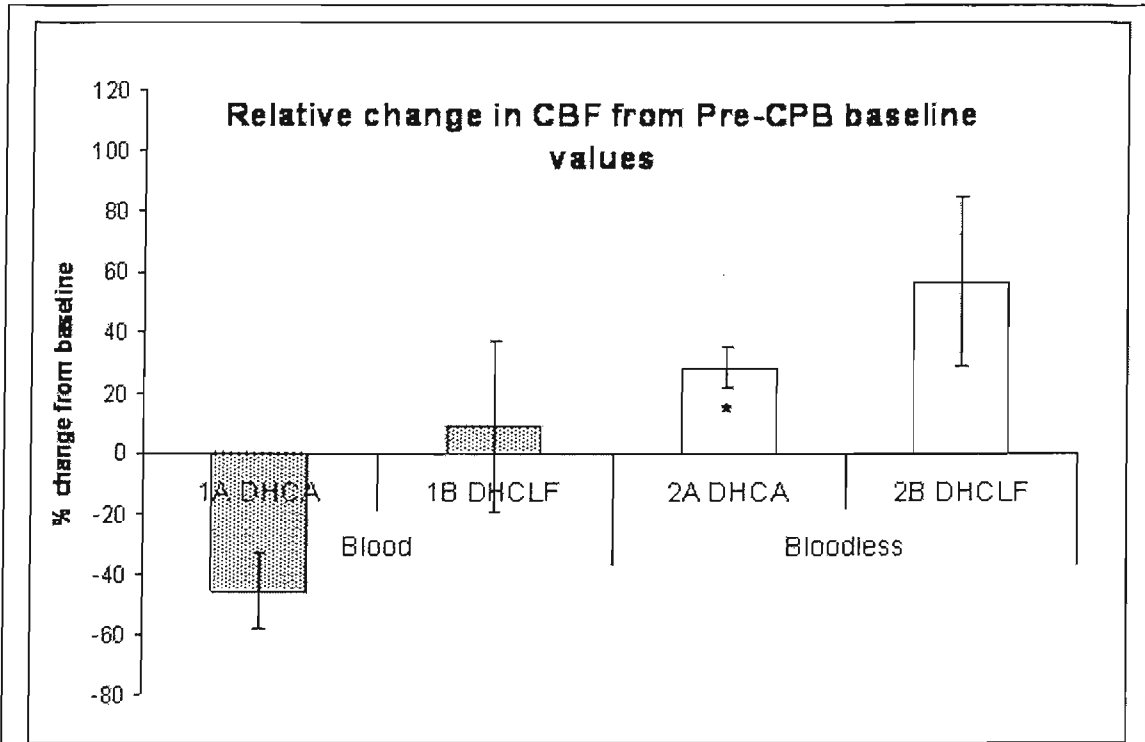 Relative change in CBF from Pre-CPB baseline
values
% change from baseline
120
100
80
60
40
20
0
-20
-40
-60
-80
*
1A DHCA 1B DHCLF 2A DHCA 2B DHCLF
Blood Bloodless